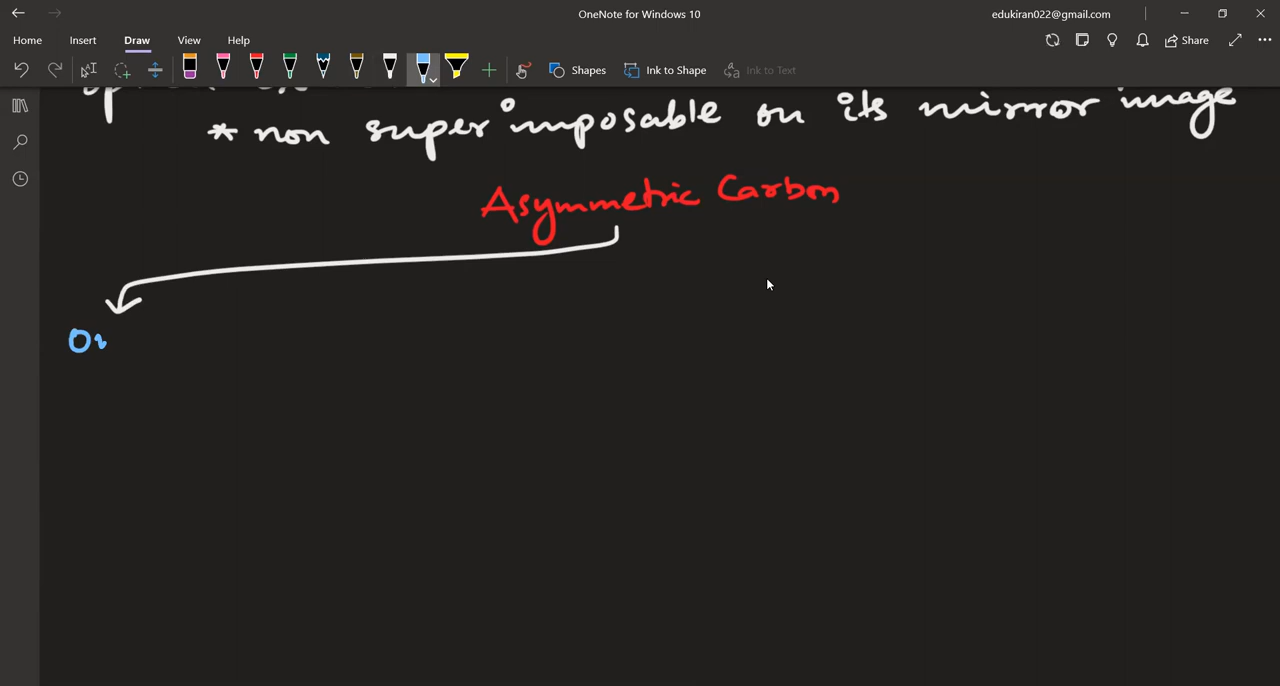 OneNote for Windows 10
edukiran022@gmail.com
Home Insert Draw View Help
Share
Shapes Ink to Shape Ink to Text
* non superimposable on its mirror image
Asymmetric Carbon